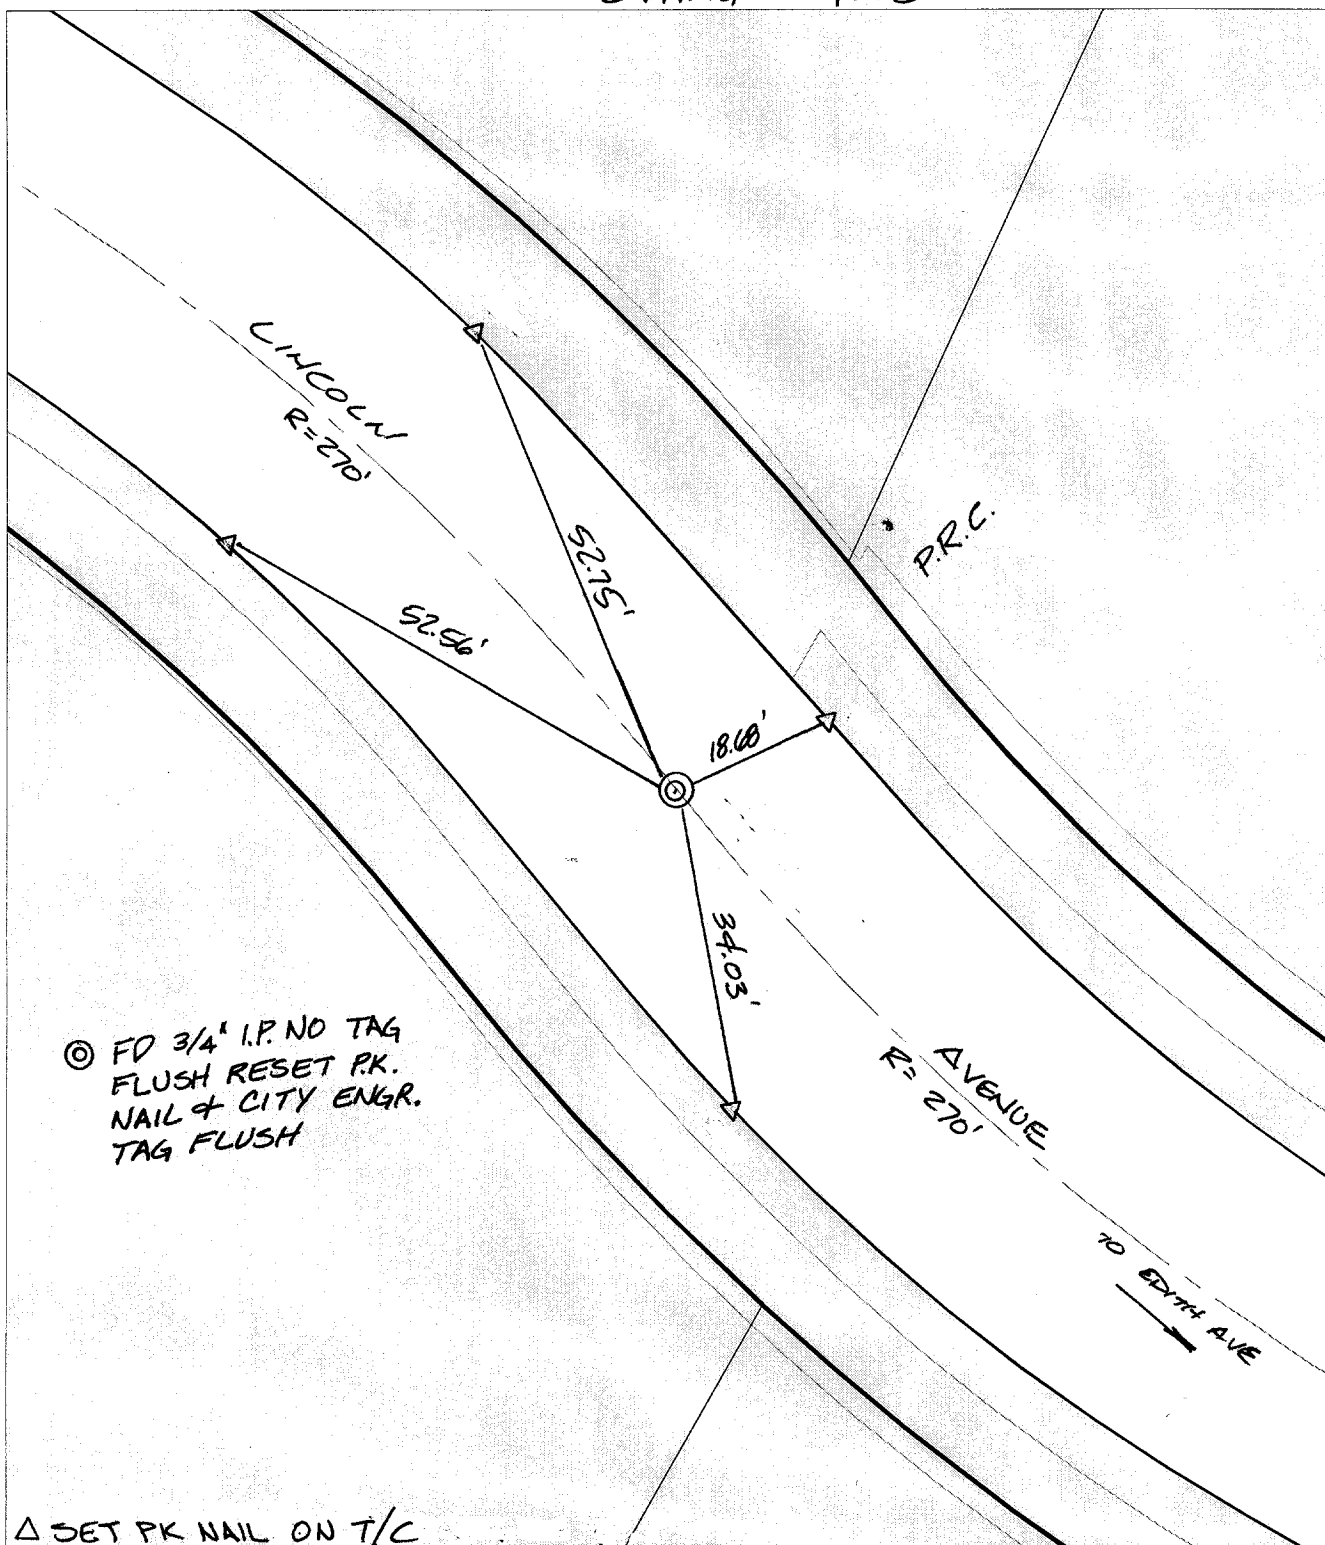 LINCOLN
R=270'
P.R.C.
52.75'
52.56'
18.68'
34.03'
FD 3/4" I.P. NO TAG
FLUSH RESET P.K.
NAIL & CITY ENGR.
TAG FLUSH
AVENUE
R= 270'
TO EDITH AVE
SET PK NAIL ON T/C